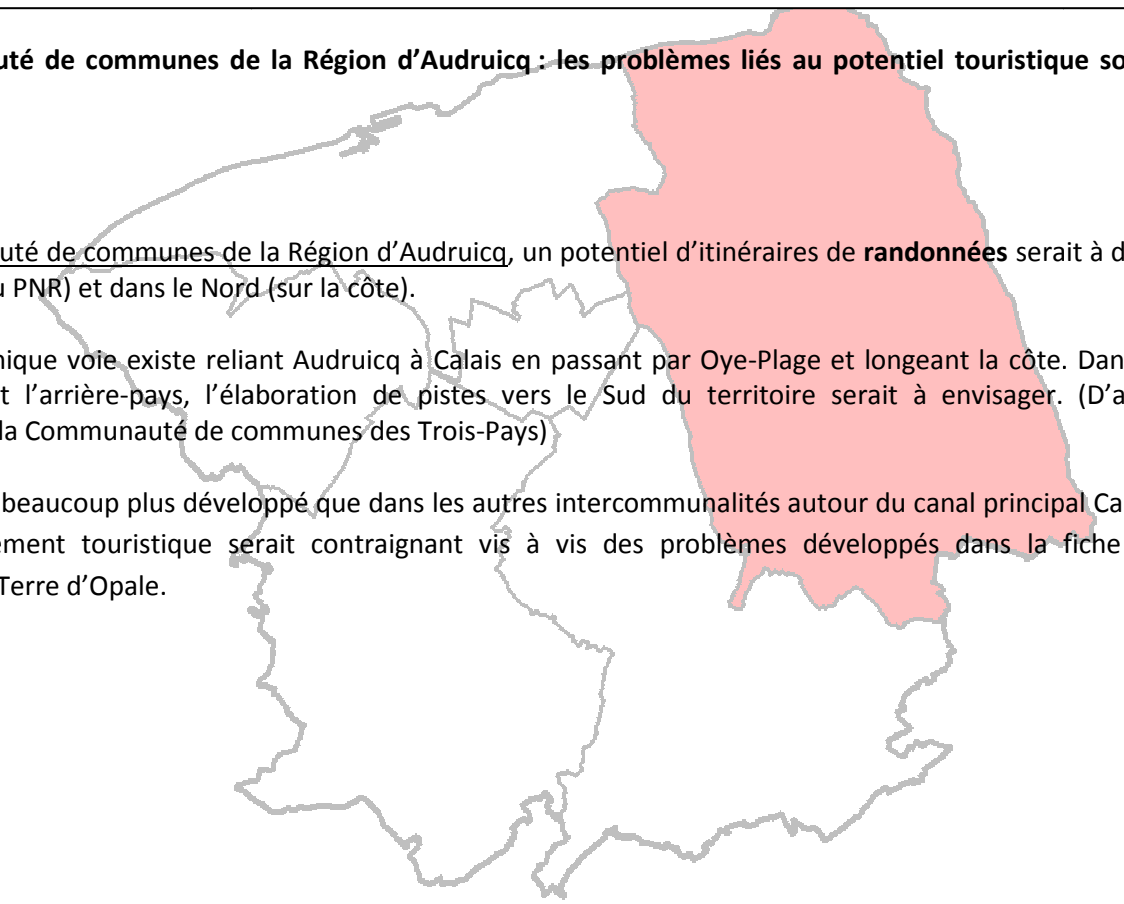 uté de communes de la Région d’Audruicq : les problèmes liés au potentiel touristique so
uté de communes de la Région d’Audruicq, un potentiel d’itinéraires de randonnées serait à d
u PNR) et dans le Nord (sur la côte).
nique voie existe reliant Audruicq à Calais en passant par Oye-Plage et longeant la côte. Dan
t l’arrière-pays, l’élaboration de pistes vers le Sud du territoire serait à envisager. (D’a
la Communauté de communes des Trois-Pays)
beaucoup plus développé que dans les autres intercommunalités autour du canal principal Ca
ement touristique serait contraignant vis à vis des problèmes développés dans la fiche
Terre d’Opale.